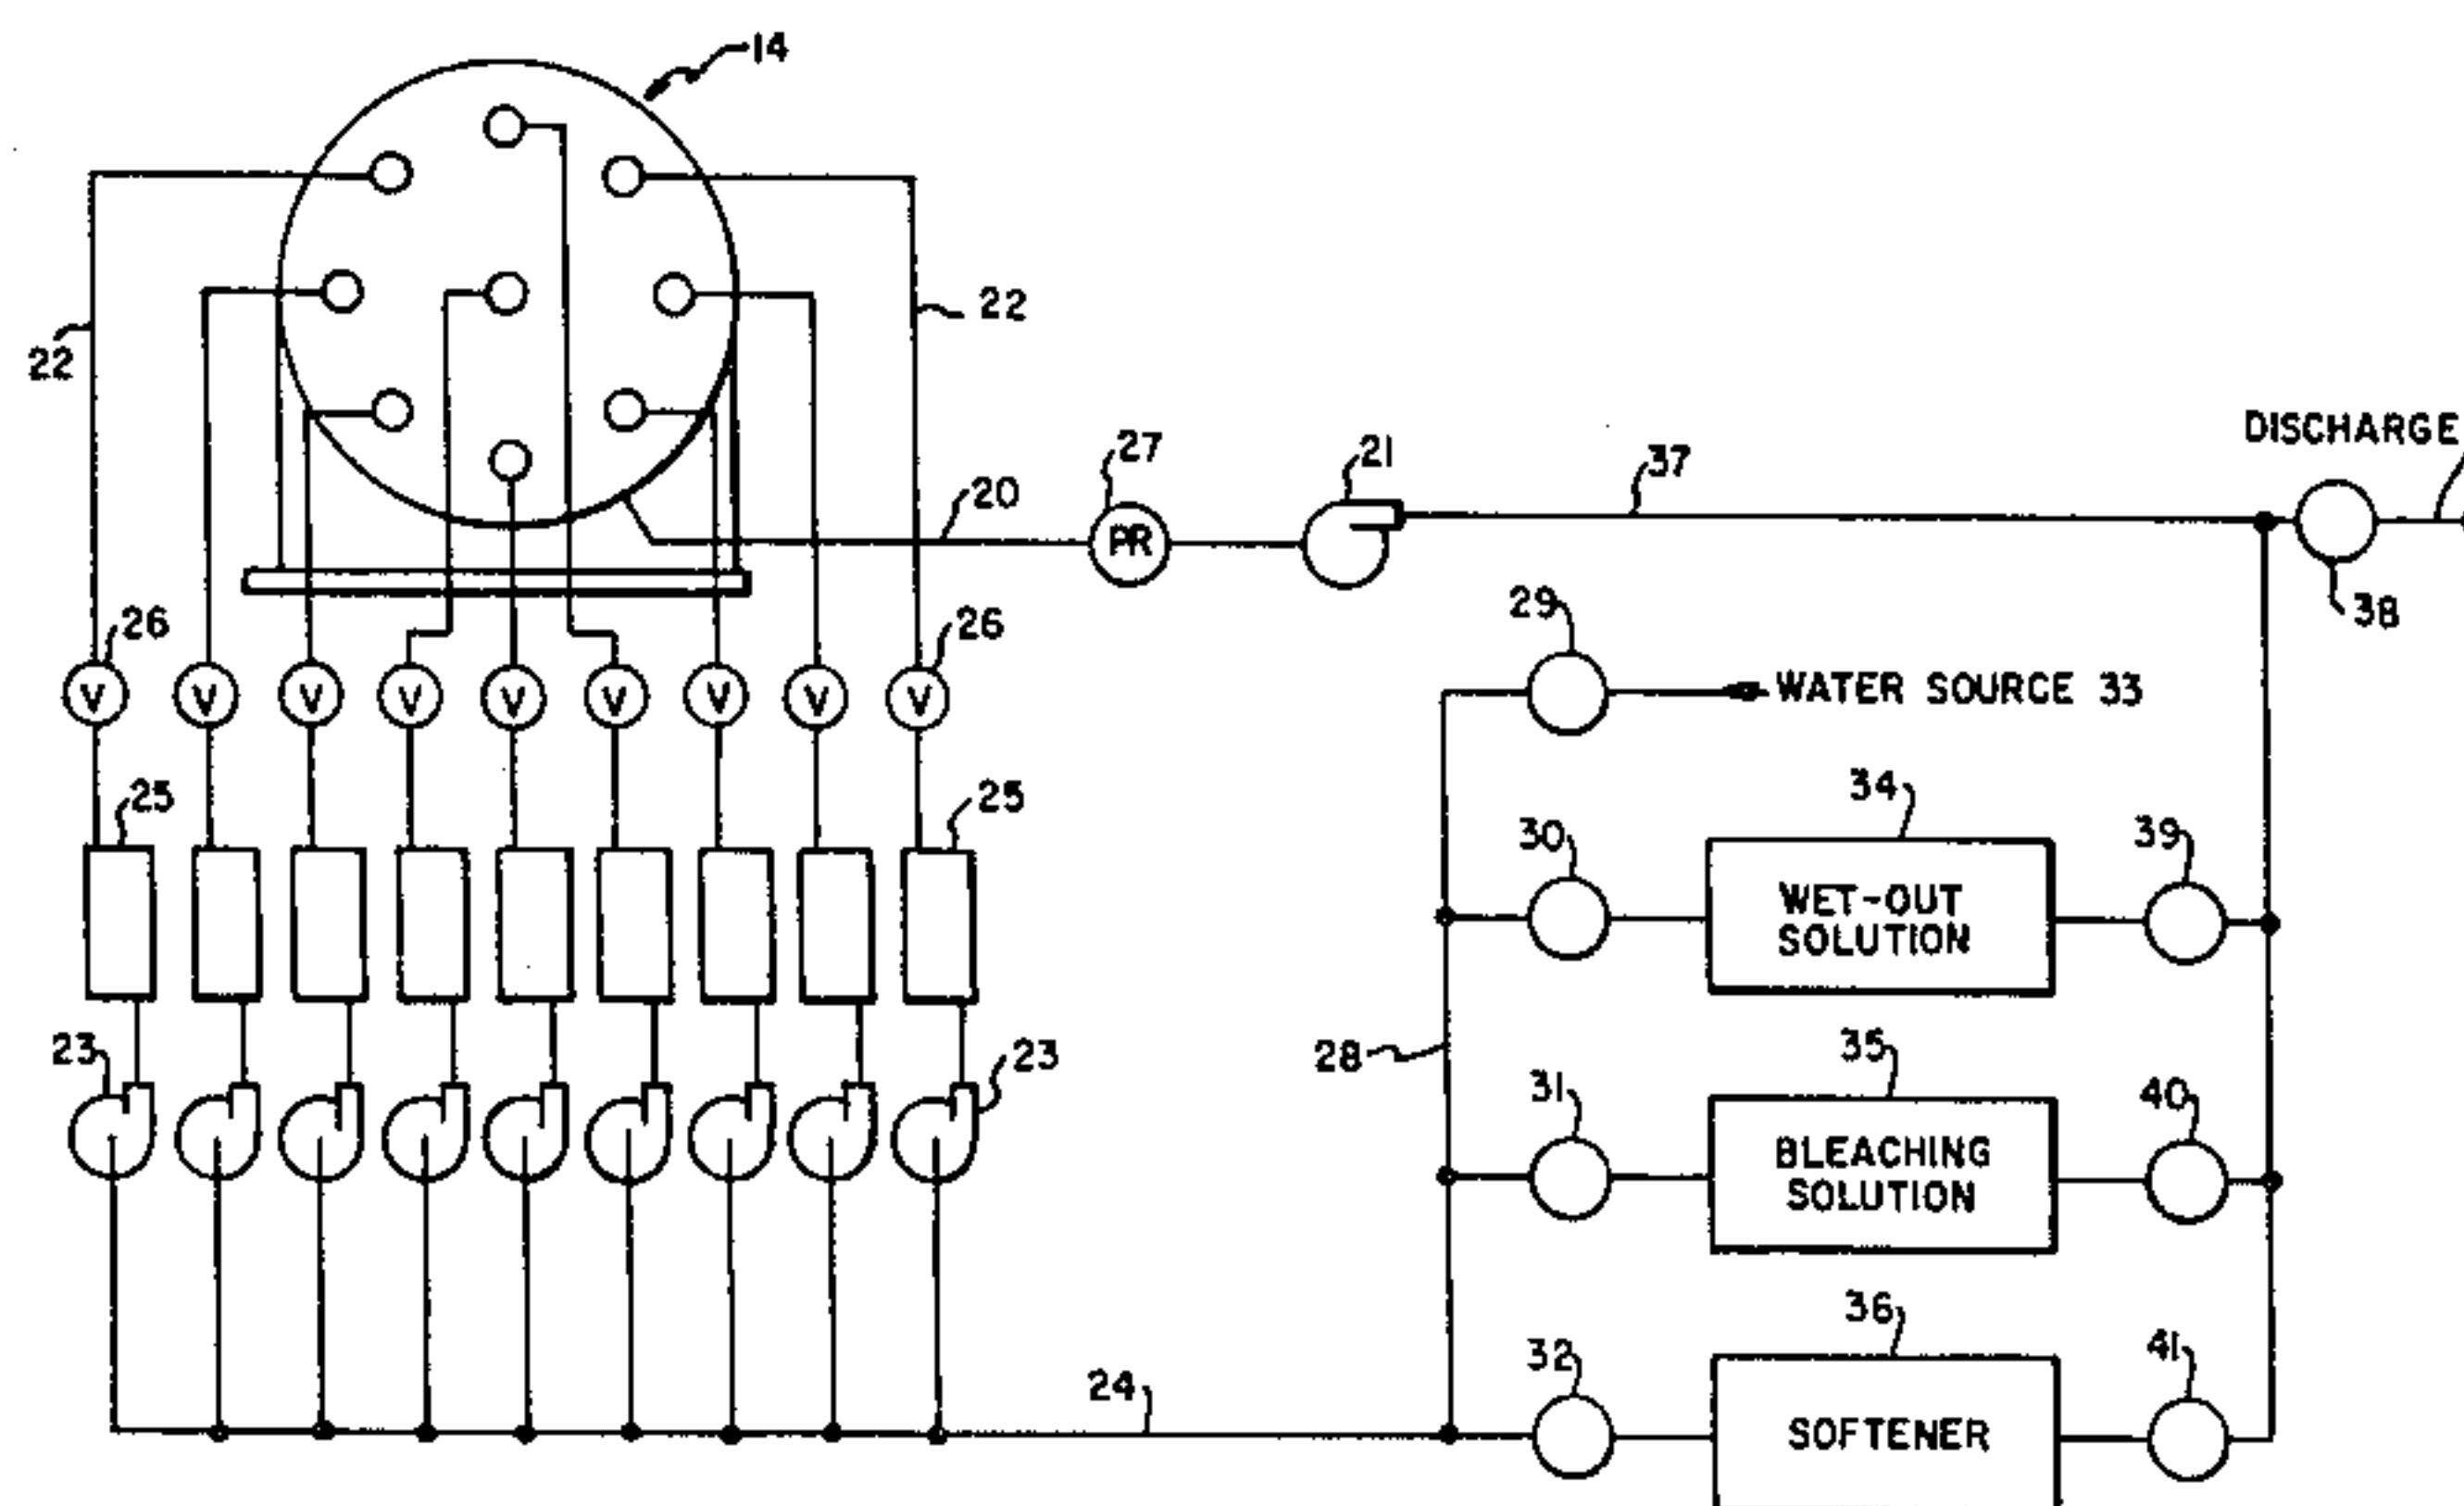 14
22
22
27
21
37
DISCHARGE
20
38
26
26
29
WATER SOURCE 33
V V V V V V V V V
PR
25
25
34
30
39
WET-OUT
SOLUTION
23
23
28
35
31
40
BLEACHING
SOLUTION
36
32
41
24
SOFTENER